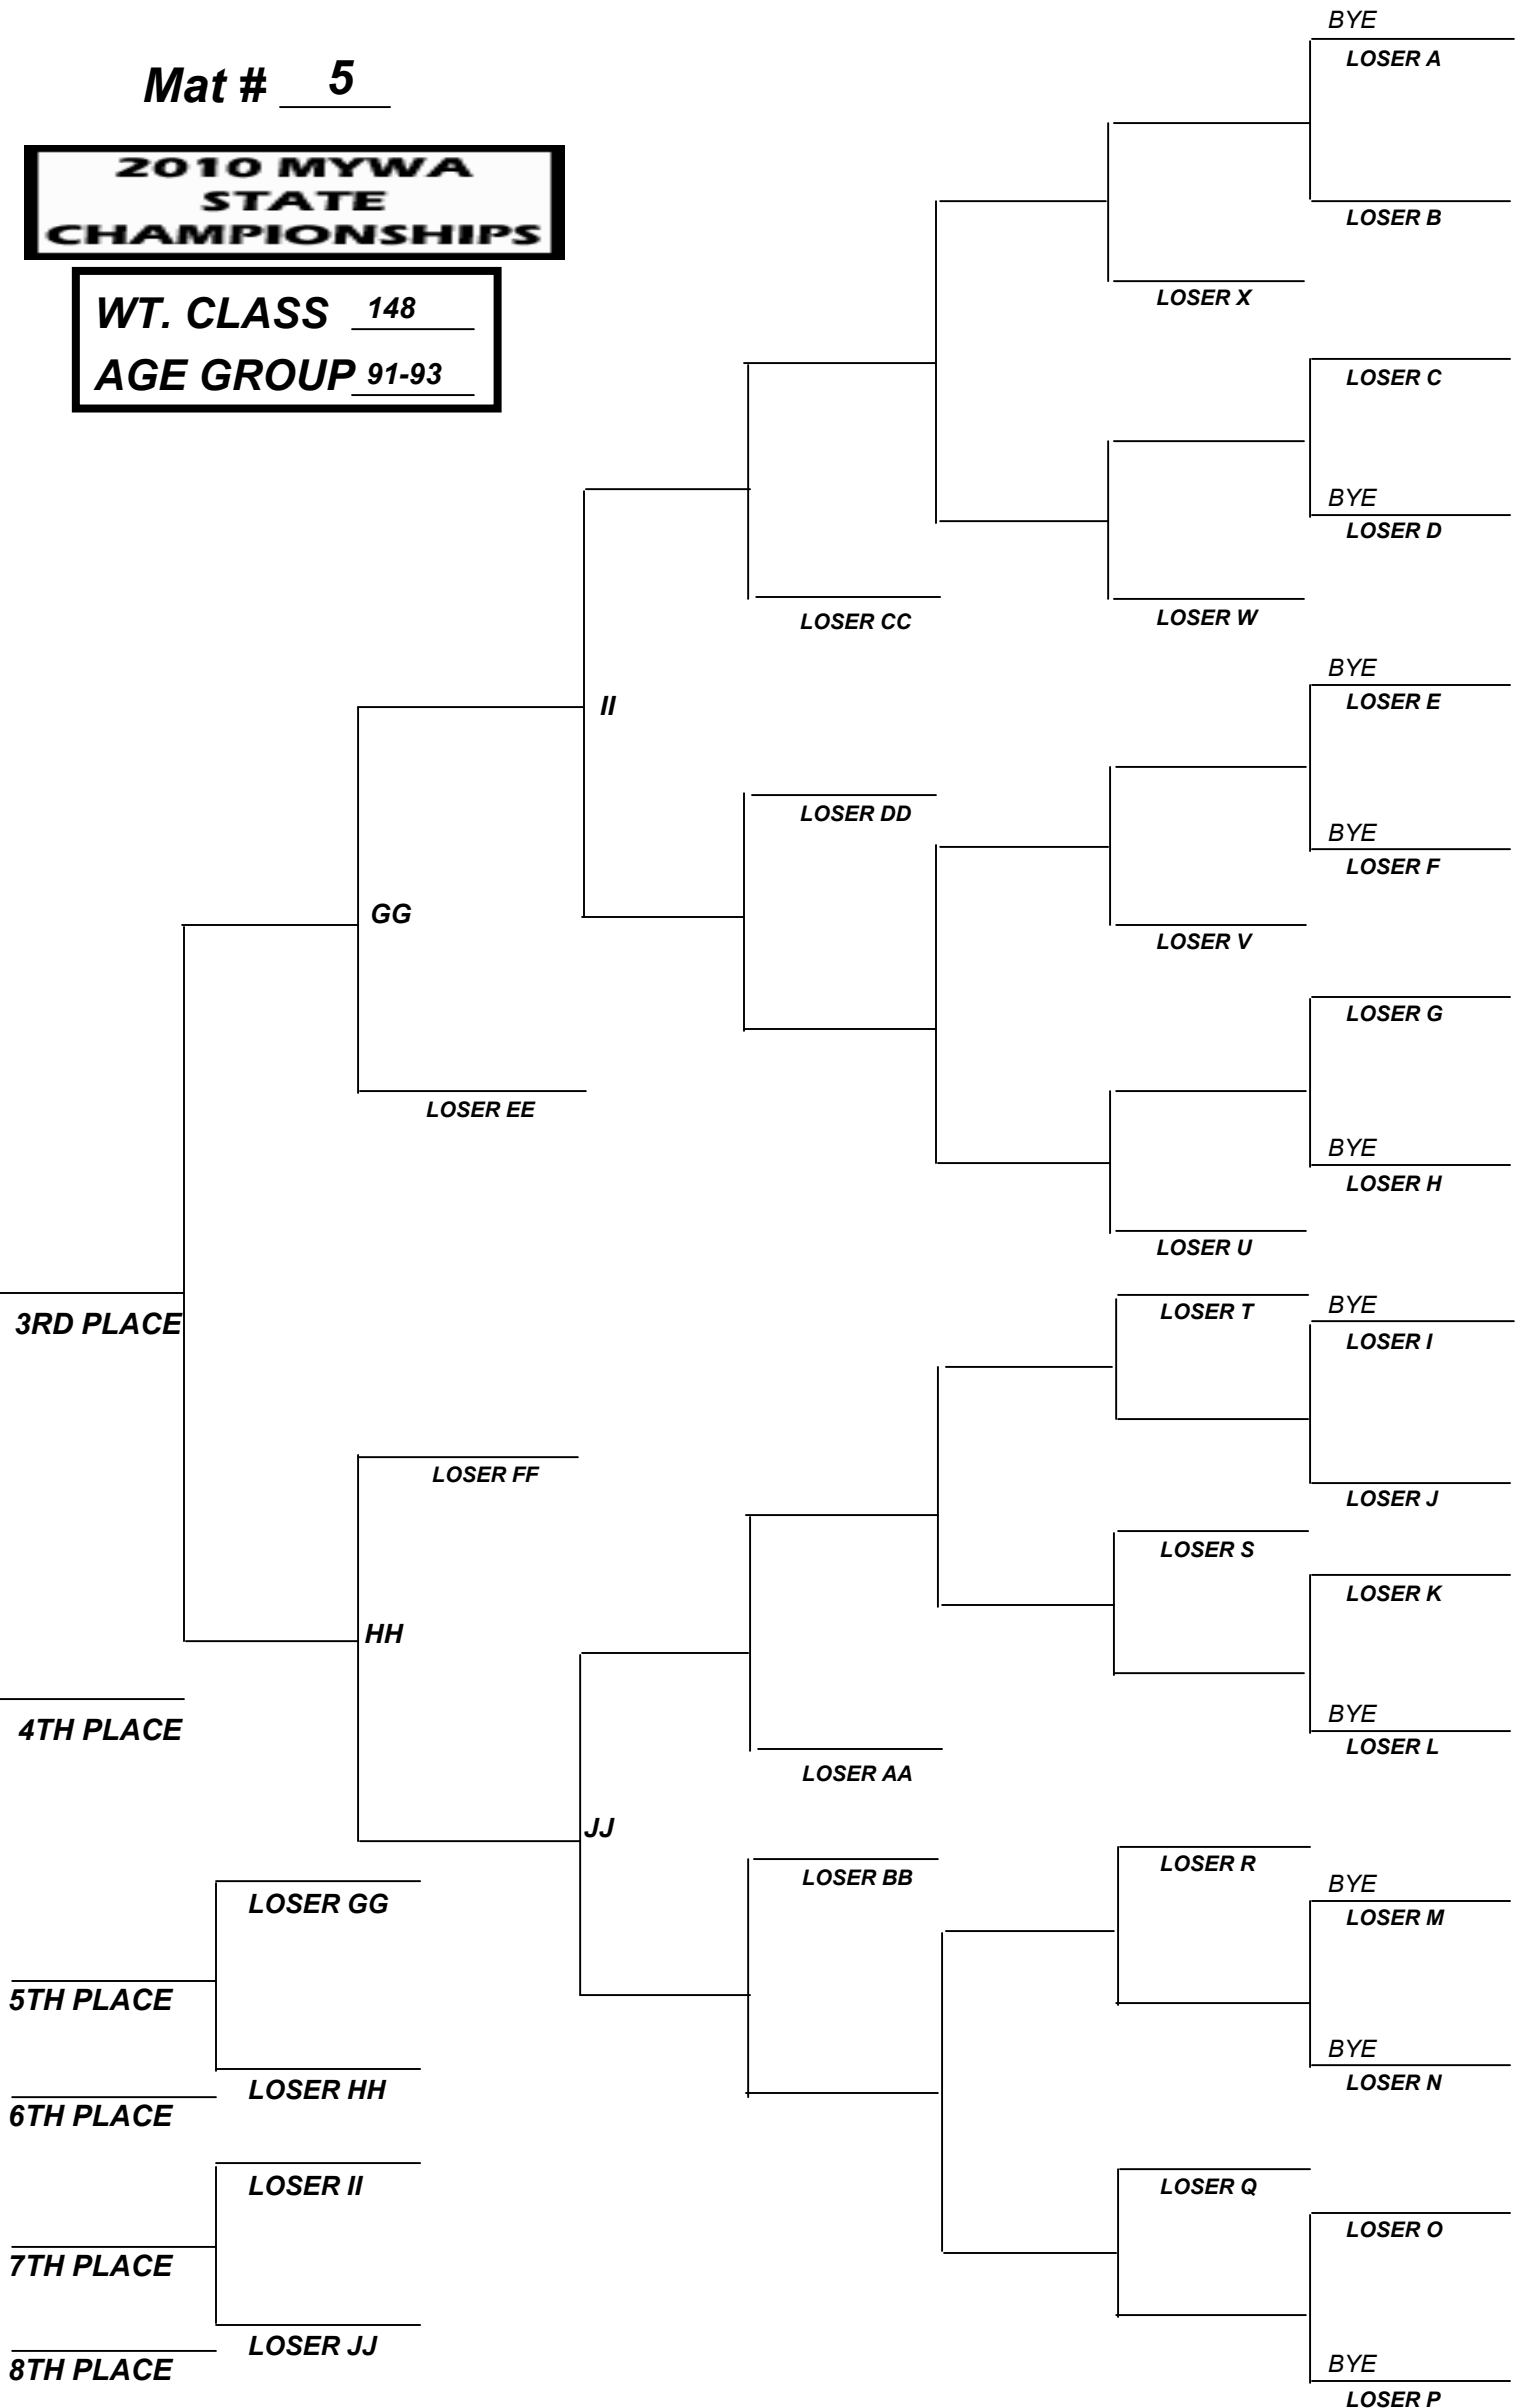 Mat # 5
2010 MYWA
STATE
CHAMPIONSHIPS
WT. CLASS 148
AGE GROUP 91-93
BYE
LOSER A
LOSER B
LOSER X
LOSER C
BYE
LOSER D
LOSER CC
LOSER W
BYE
LOSER E
II
LOSER DD
BYE
LOSER F
GG
LOSER V
LOSER G
LOSER EE
BYE
LOSER H
LOSER U
3RD PLACE
LOSER T
BYE
LOSER I
LOSER FF
LOSER J
LOSER S
LOSER K
HH
BYE
LOSER L
4TH PLACE
LOSER AA
JJ
LOSER R
LOSER BB
BYE
LOSER M
LOSER GG
5TH PLACE
BYE
LOSER N
LOSER HH
6TH PLACE
LOSER II
LOSER Q
LOSER O
7TH PLACE
LOSER JJ
8TH PLACE
BYE
LOSER P